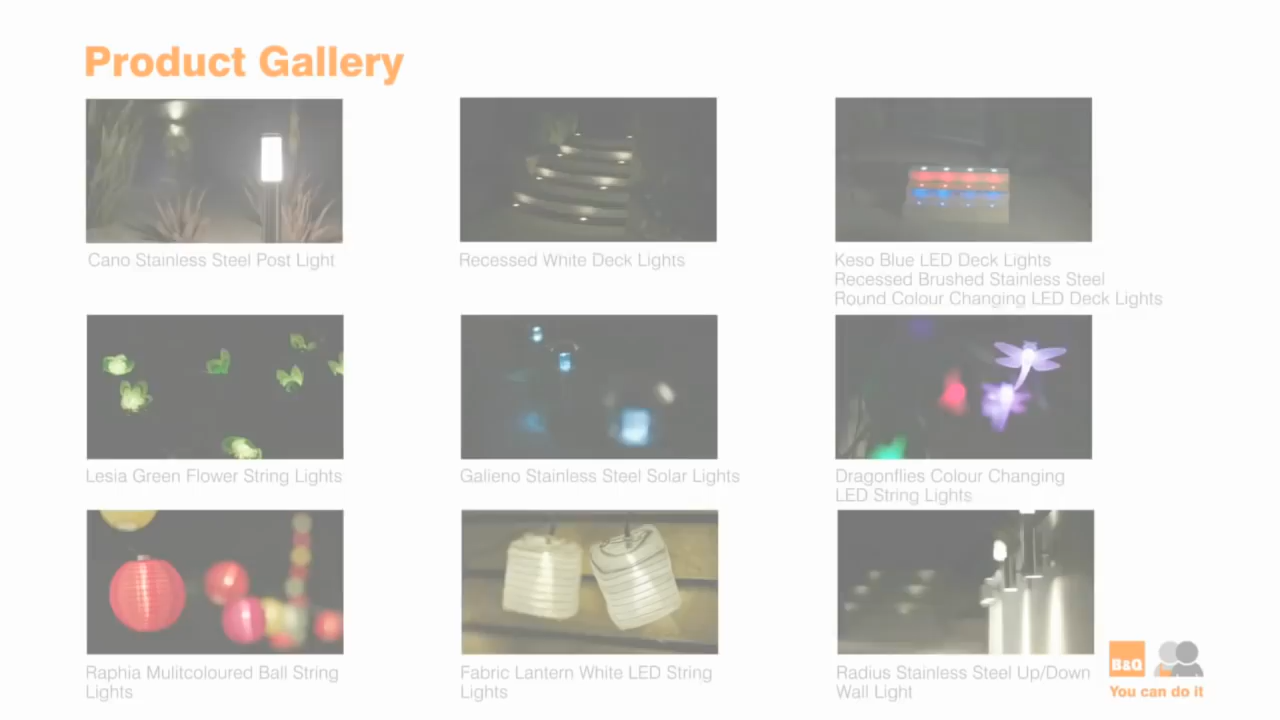 Product Gallery
Cano Stainless Steel Post Light
Recessed White Deck Lights
Keso Blue LED Deck Lights
Recessed Brushed Stainless Steel
Round Colour Changing LED Deck Lights
Lesia Green Flower String Lights
Galieno Stainless Steel Solar Lights
Dragonflies Colour Changing
LED String Lights
Raphia Mulitcoloured Ball String
Lights
Fabric Lantern White LED String
Lights
Radius Stainless Steel Up/Down
Wall Light
B&Q
You can do it